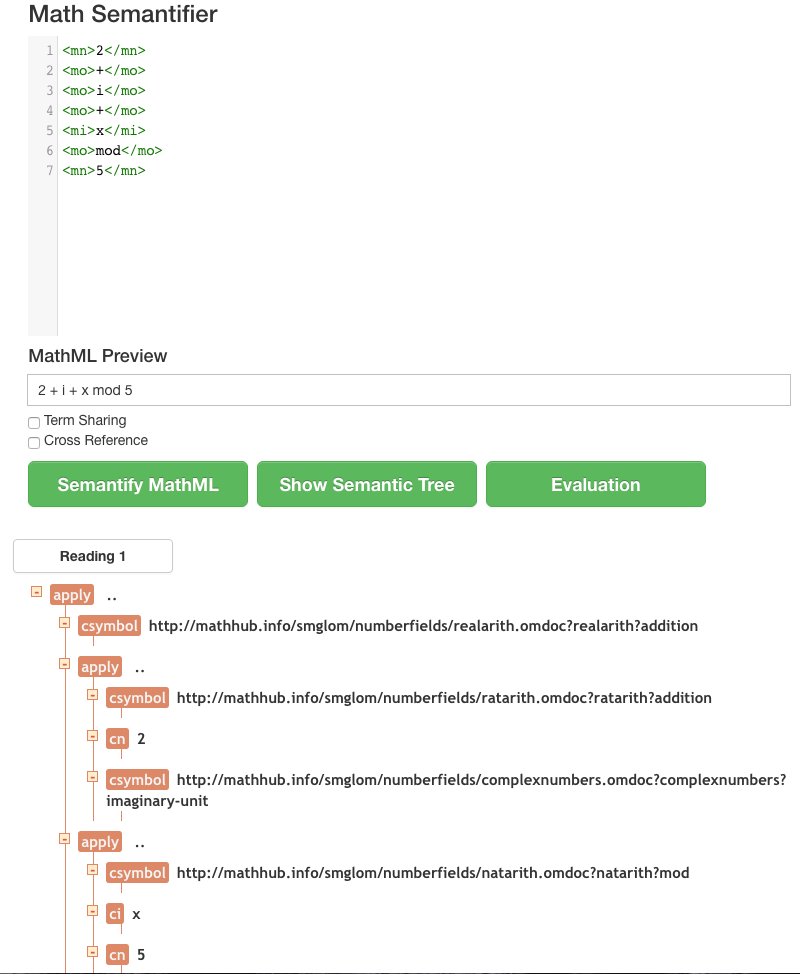 Math Semantifier
1 <mn>2</mn>
2 <mo>+</mo>
3 <mo>i</mo>
4 <mo>+</mo>
5 <mi>x</mi>
6 <mo>mod</mo>
7 <mn>5</mn>
MathML Preview
2 + i + x mod 5
Term Sharing
Cross Reference
Semantify MathML Show Semantic Tree Evaluation
Reading 1
apply ..
csymbol http://mathhub.info/smglom/numberfields/realarith.omdoc?realarith?addition
apply ..
csymbol http://mathhub.info/smglom/numberfields/ratarith.omdoc?ratarith?addition
cn 2
csymbol http://mathhub.info/smglom/numberfields/complexnumbers.omdoc?complexnumbers?
imaginary-unit
apply ..
csymbol http://mathhub.info/smglom/numberfields/natarith.omdoc?natarith?mod
ci x
cn 5